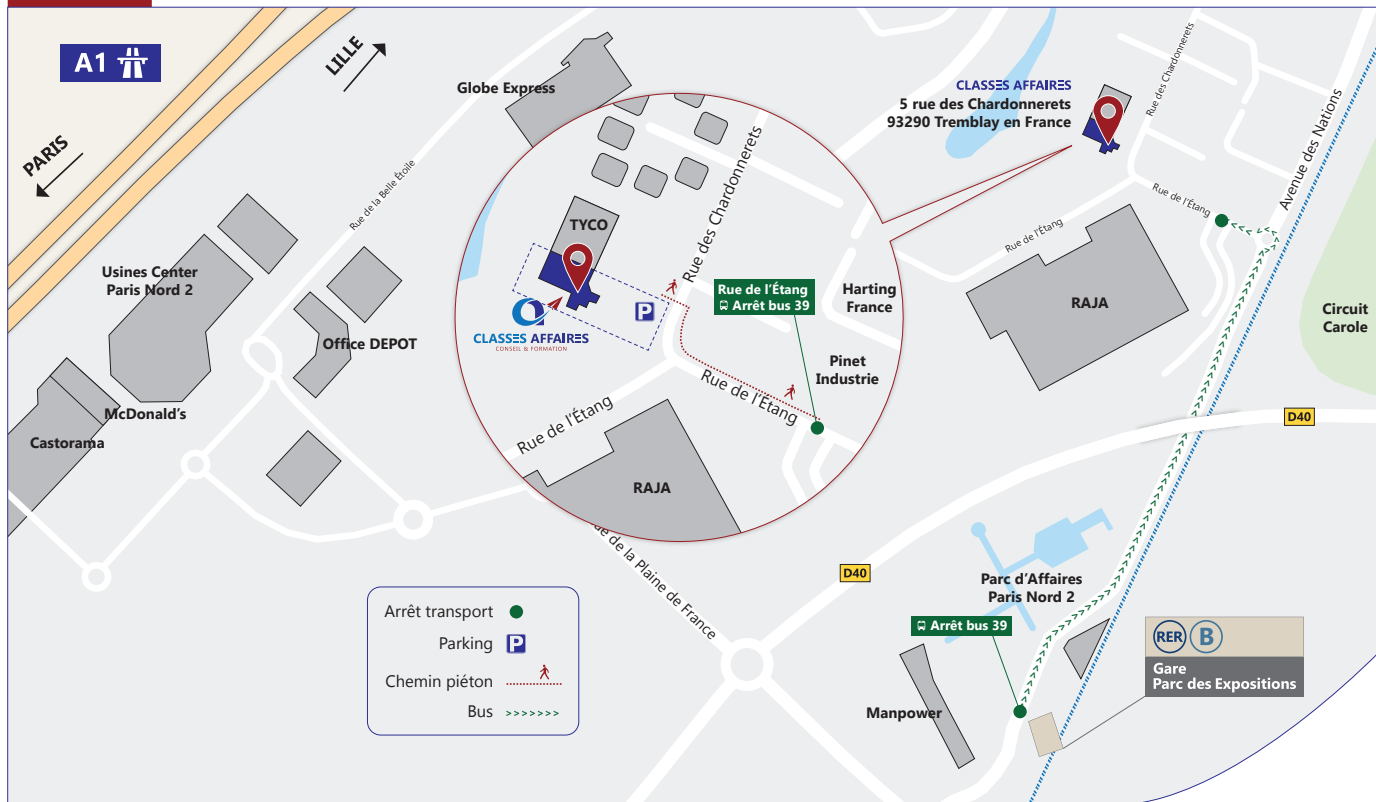 A1
LILLE
PARIS
Globe Express
Rue de la Belle Étoile
Usines Center
Paris Nord 2
Office DEPOT
McDonald's
Castorama
TYCO
CLASSES AFFAIRES
CONSEIL & FORMATION
P
Rue des Chardonnerets
Rue de l'Étang
Arrêt bus 39
Harting
France
Pinet
Industrie
Rue de l'Étang
Rue de l'Étang
RAJA
CLASSES AFFAIRES
5 rue des Chardonnerets
93290 Tremblay en France
Rue des Chardonnerets
Avenue des Nations
Rue de l'Étang
Rue de l'Étang
RAJA
Circuit
Carole
D40
D40
de la Plaine de France
Parc d'Affaires
Paris Nord 2
Arrêt bus 39
Manpower
RER B
Gare
Parc des Expositions
Arrêt transport
Parking P
Chemin piéton
Bus >>>>>>>